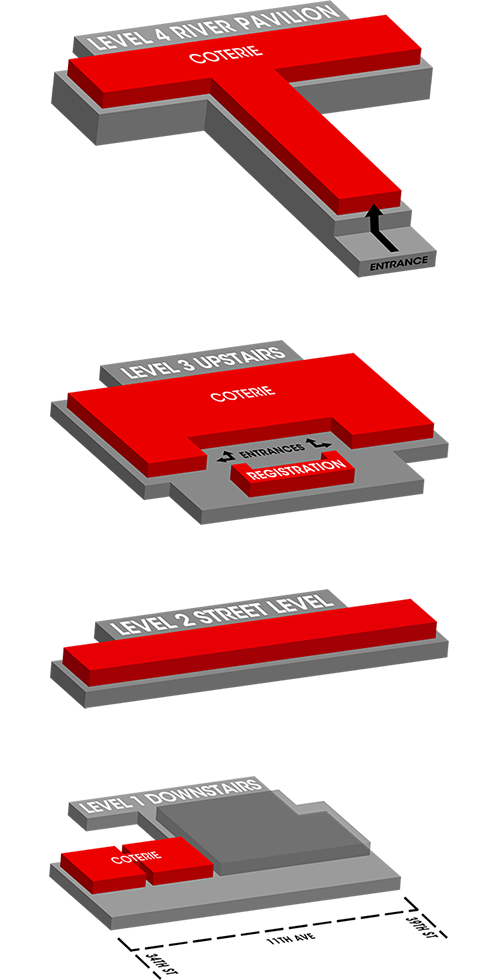 LEVEL 4 RIVER PAVILION
COTERIE
ENTRANCE
LEVEL 3 UPSTAIRS
COTERIE
ENTRANCES
REGISTRATION
LEVEL 2 STREET LEVEL
LEVEL 1 DOWNSTAIRS
COTERIE
39TH ST
11TH AVE
34TH ST